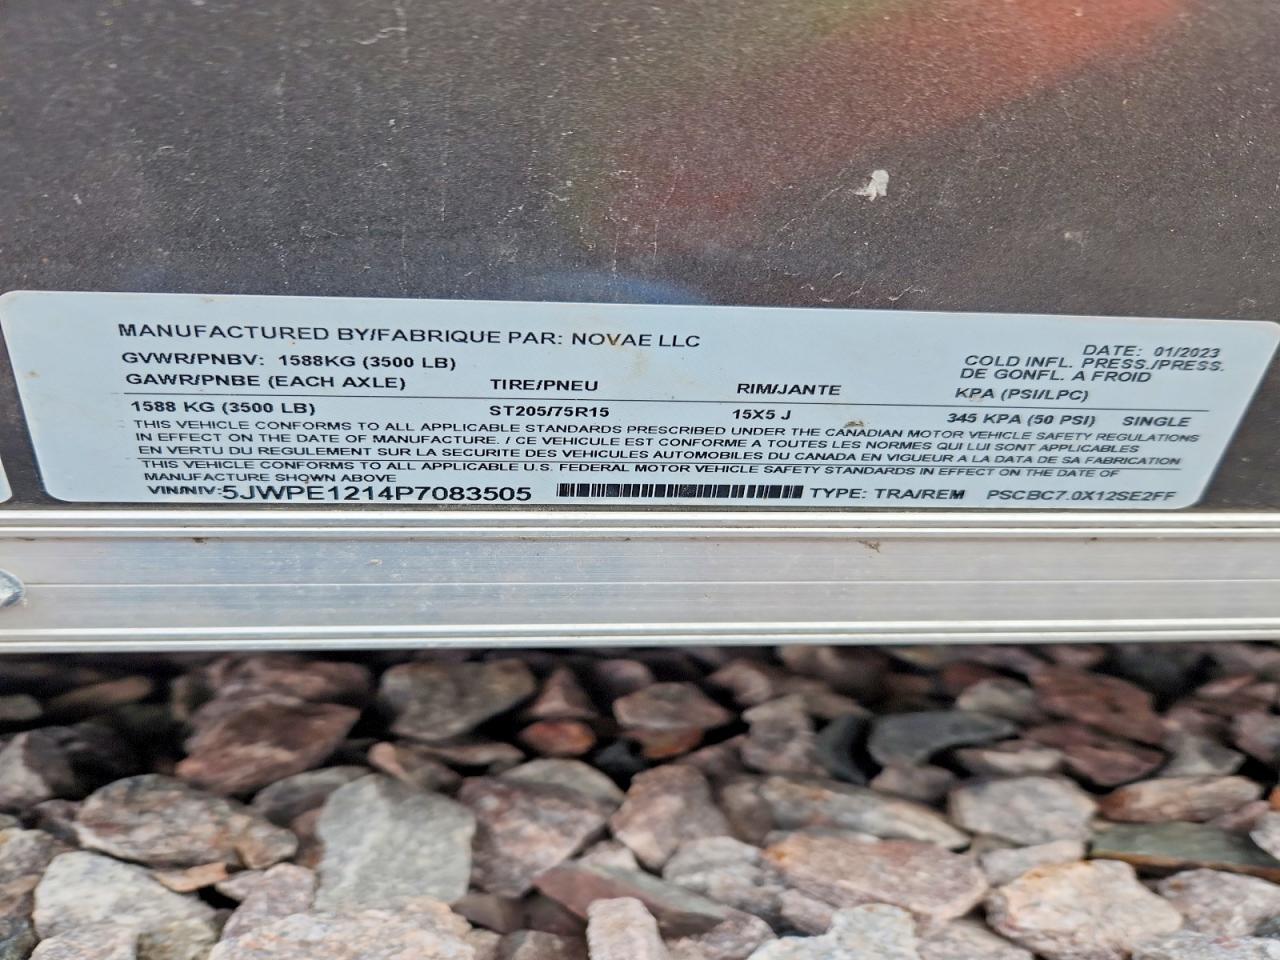 MANUFACTURED BY/FABRIQUE PAR: NOVAE LLC DATE: 01/2023
GVWR/PNBV: 1588KG (3500 LB) COLD INFL. PRESS./PRESS.
DE GONFL. A FROID
GAWR/PNBE (EACH AXLE) TIRE/PNEU RIM/JANTE KPA (PSI/LPC)
1588 KG (3500 LB) ST205/75R15 15X5 J 345 KPA (50 PSI) SINGLE
THIS VEHICLE CONFORMS TO ALL APPLICABLE STANDARDS PRESCRIBED UNDER THE CANADIAN MOTOR VEHICLE SAFETY REGULATIONS
IN EFFECT ON THE DATE OF MANUFACTURE. / CE VEHICULE EST CONFORME A TOUTES LES NORMES QUI LUI SONT APPLICABLES
EN VERTU DU REGULEMENT SUR LA SECURITE DES VEHICULES AUTOMOBILES DU CANADA EN VIGUEUR A LA DATA DE SA FABRICATION
THIS VEHICLE CONFORMS TO ALL APPLICABLE U.S. FEDERAL MOTOR VEHICLE SAFETY STANDARDS IN EFFECT ON THE DATE OF
MANUFACTURE SHOWN ABOVE
VIN/NIV:5JWPE1214P7083505 TYPE: TRA/REM PSCBC7.0X12SE2FF